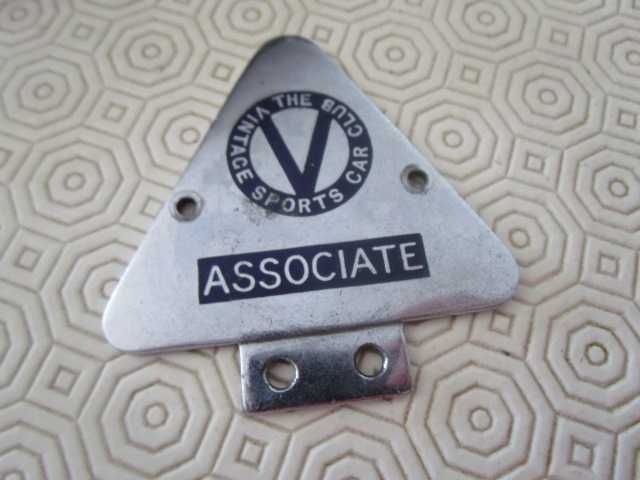 THE VINTAGE SPORTS CAR CLUB
V
ASSOCIATE